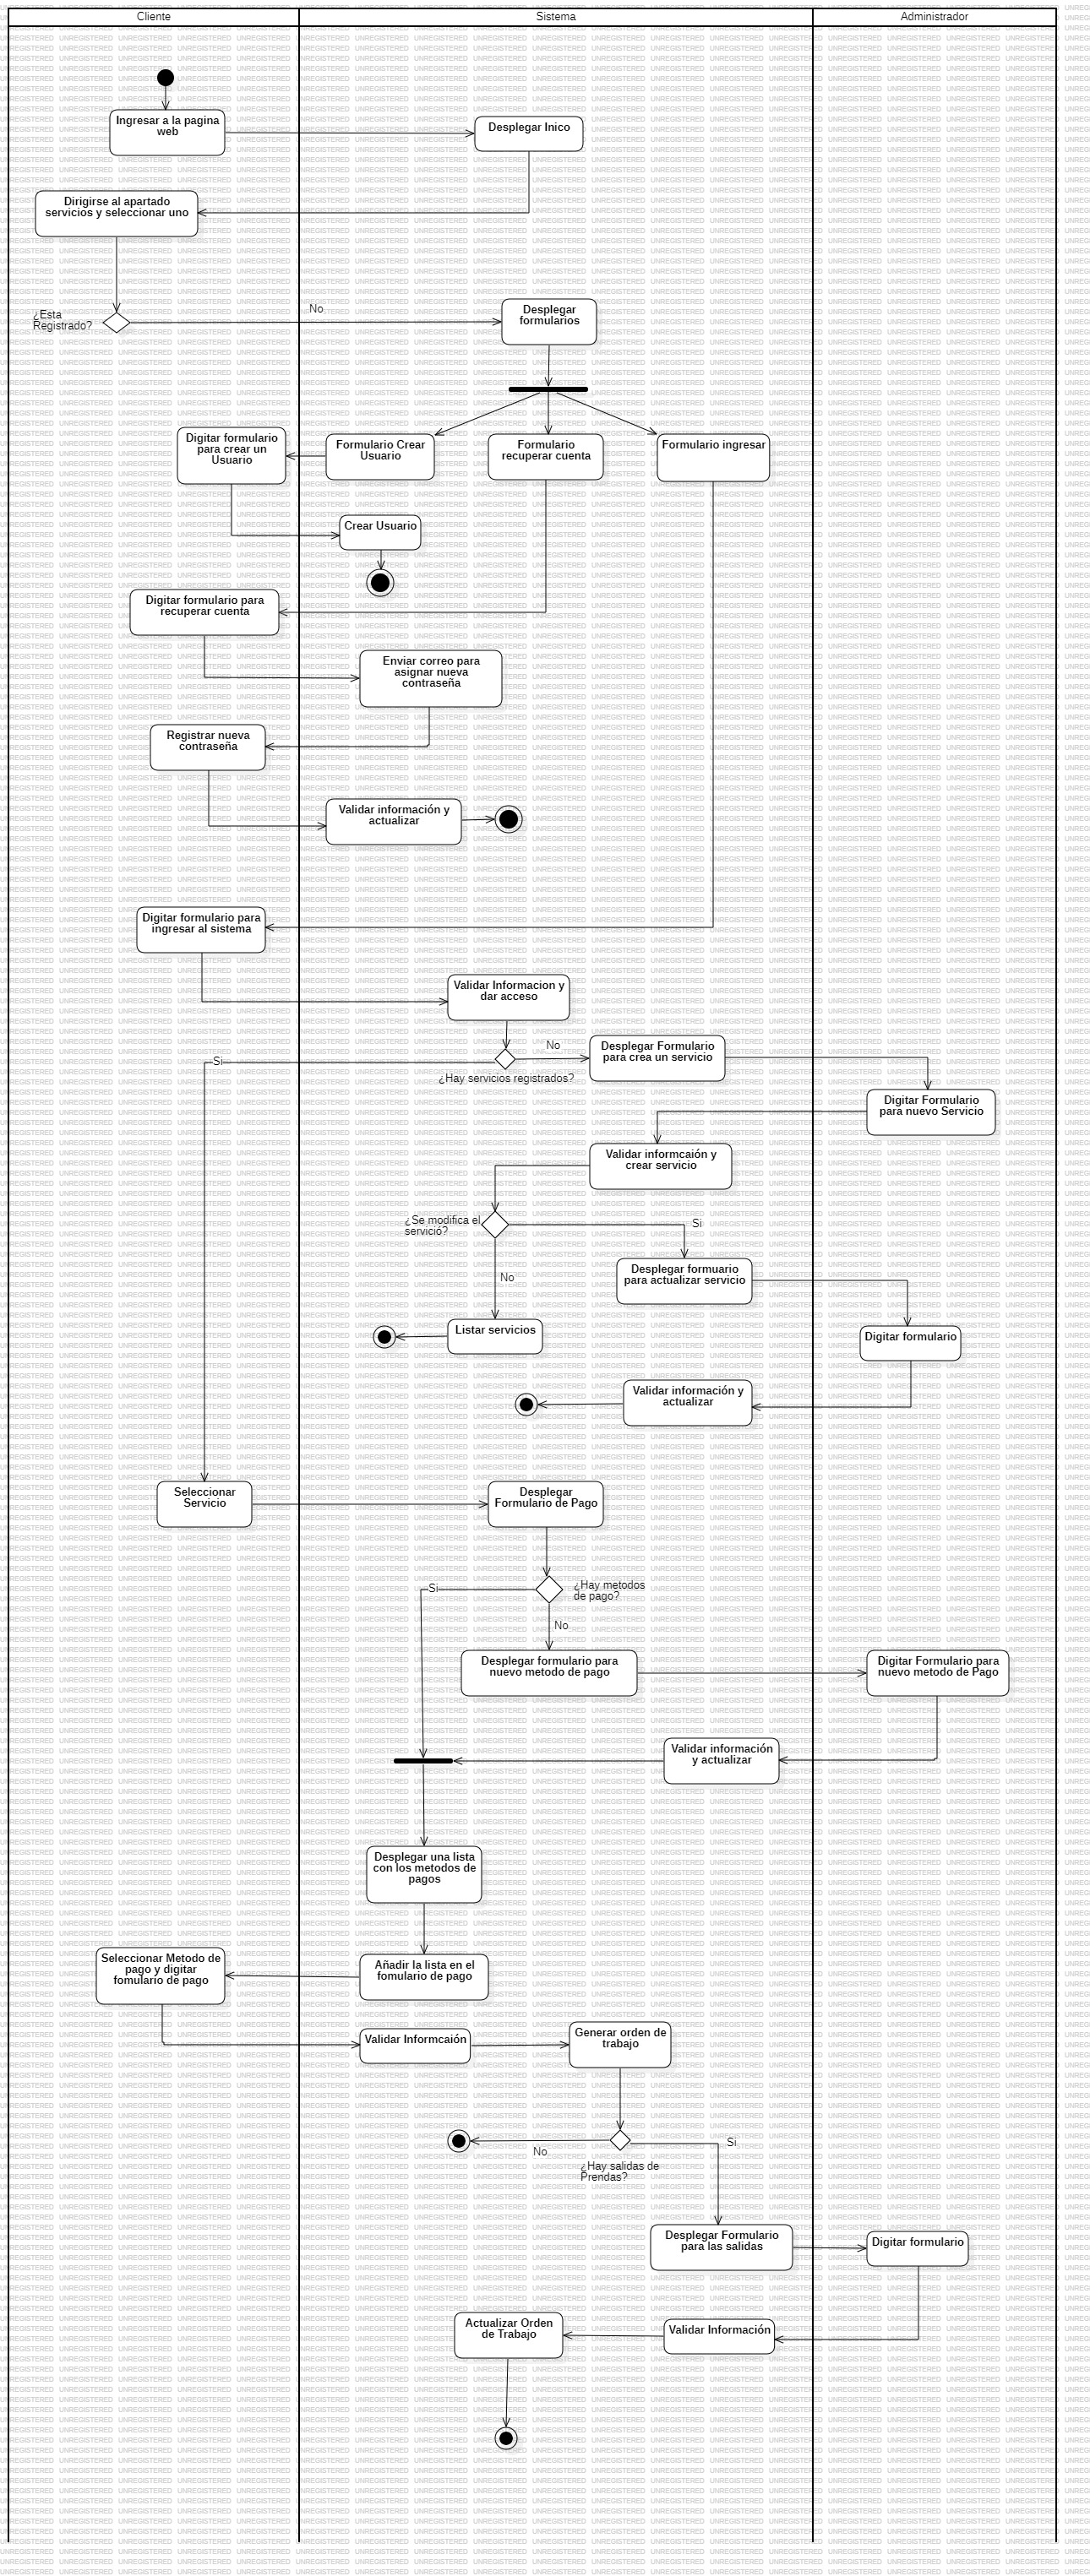 Cliente
Sistema
Administrador
Ingresar a la pagina
web
Desplegar Inico
Dirigirse al apartado
servicios y seleccionar uno
¿Esta
Registrado?
No
Desplegar
formularios
Digitar formulario
para crear un
Usuario
Formulario Crear
Usuario
Formulario
recuperar cuenta
Formulario ingresar
Crear Usuario
Digitar formulario para
recuperar cuenta
Enviar correo para
asignar nueva
contraseña
Registrar nueva
contraseña
Validar información y
actualizar
Digitar formulario para
ingresar al sistema
Validar Informacion y
dar acceso
Si
No
¿Hay servicios registrados?
Desplegar Formulario
para crea un servicio
Digitar Formulario
para nuevo Servicio
Validar informcaión y
crear servicio
¿Se modifica el
servició?
Si
No
Desplegar formuario
para actualizar servicio
Listar servicios
Digitar formulario
Validar información y
actualizar
Seleccionar
Servicio
Desplegar
Formulario de Pago
Si
¿Hay metodos
de pago?
No
Desplegar formulario para
nuevo metodo de pago
Digitar Formulario para
nuevo metodo de Pago
Validar información
y actualizar
Desplegar una lista
con los metodos de
pagos
Seleccionar Metodo de
pago y digitar
fomulario de pago
Añadir la lista en el
fomulario de pago
Validar Informcaión
Generar orden de
trabajo
No
Si
¿Hay salidas de
Prendas?
Desplegar Formulario
para las salidas
Digitar formulario
Actualizar Orden
de Trabajo
Validar Información
UNREGISTERED